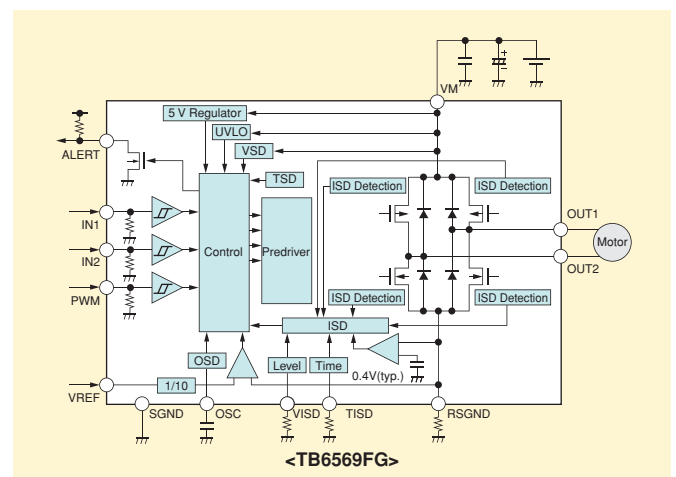 VM
5 V Regulator
UVLO
VSD
TSD
ALERT
ISD Detection
ISD Detection
IN1
IN2
PWM
Control
Predriver
OUT1
Motor
OUT2
ISD Detection
ISD Detection
ISD
OSD
Level
Time
0.4V(typ.)
VREF
1/10
SGND
OSC
VISD
TISD
RSGND
<TB6569FG>